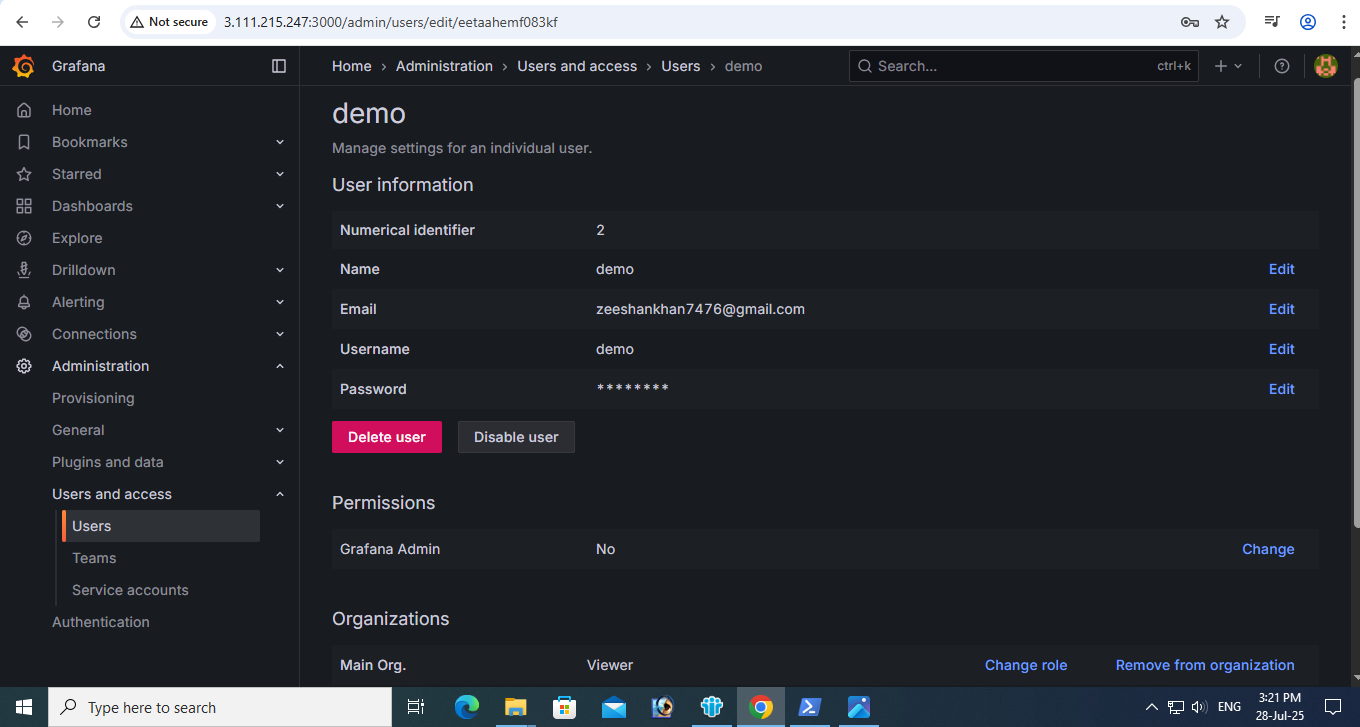 Not secure 3.111.215.247:3000/admin/users/edit/eetaahemf083kf
Grafana
Home › Administration › Users and access › Users › demo
Search...
ctrl+k
Home
Bookmarks
Starred
Dashboards
Explore
Drilldown
Alerting
Connections
Administration
Provisioning
General
Plugins and data
Users and access
Users
Teams
Service accounts
Authentication
demo
Manage settings for an individual user.
User information
Numerical identifier 2
Name demo Edit
Email zeeshankhan7476@gmail.com Edit
Username demo Edit
Password ******** Edit
Delete user Disable user
Permissions
Grafana Admin No Change
Organizations
Main Org. Viewer Change role Remove from organization
Type here to search
ENG
3:21 PM
28-Jul-25